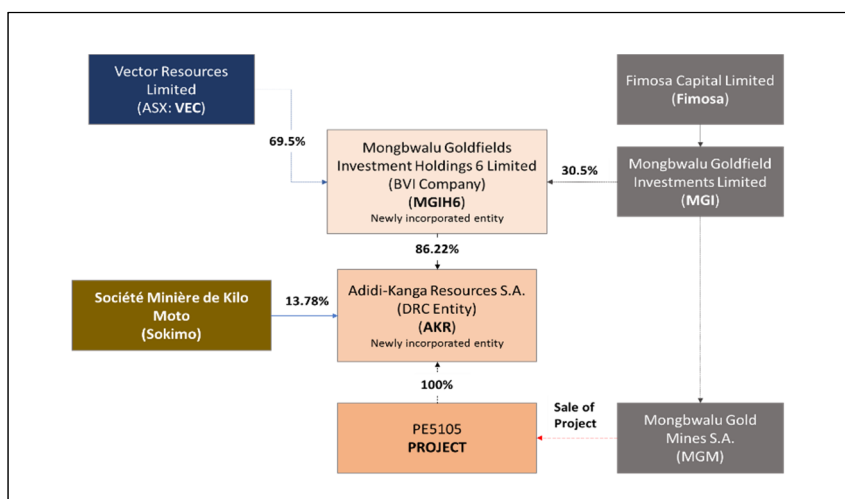 Vector Resources
Limited
(ASX: VEC)
Fimosa Capital Limited
(Fimosa)
69.5%
Mongbwalu Goldfields
Investment Holdings 6 Limited
(BVI Company)
(MGIH6)
Newly incorporated entity
30.5%
Mongbwalu Goldfield
Investments Limited
(MGI)
86.22%
Société Minière de Kilo
Moto
(Sokimo)
13.78%
Adidi-Kanga Resources S.A.
(DRC Entity)
(AKR)
Newly incorporated entity
100%
PE5105
PROJECT
Sale of
Project
Mongbwalu Gold
Mines S.A.
(MGM)